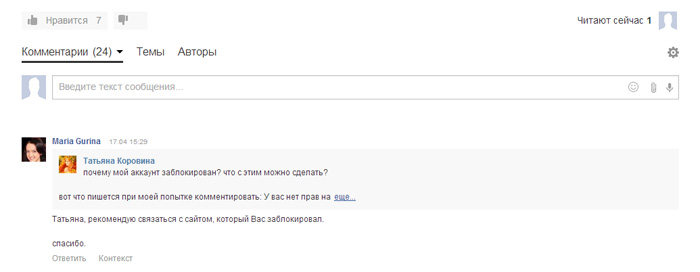 Нравится 7
Читают сейчас 1
Комментарии (24) Темы Авторы
Введите текст сообщения...
Maria Gurina 17.04 15:29
Татьяна Коровина
почему мой аккаунт заблокирован? что с этим можно сделать?
вот что пишется при моей попытке комментировать: У вас нет прав на еще...
Татьяна, рекомендую связаться с сайтом, который Вас заблокировал.
спасибо.
Ответить Контекст